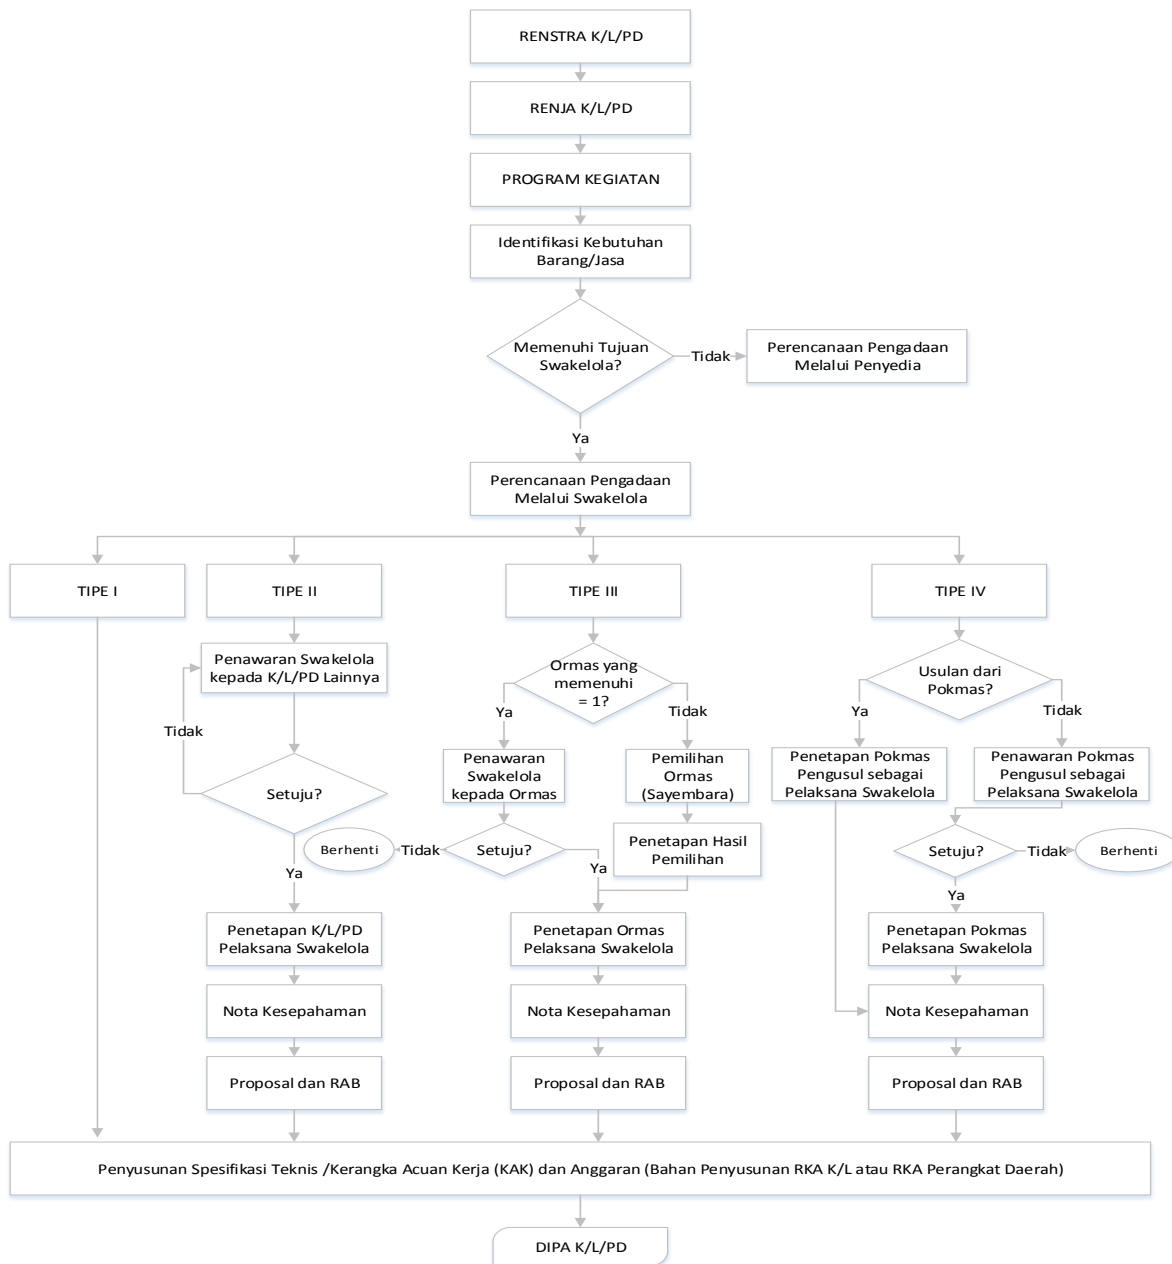 RENSTRA K/L/PD
RENJA K/L/PD
PROGRAM KEGIATAN
Identifikasi Kebutuhan
Barang/Jasa
Memenuhi Tujuan
Swakelola?
Tidak
Perencanaan Pengadaan
Melalui Penyedia
Ya
Perencanaan Pengadaan
Melalui Swakelola
TIPE I
TIPE II
TIPE III
TIPE IV
Penawaran Swakelola
kepada K/L/PD Lainnya
Tidak
Setuju?
Ya
Penetapan K/L/PD
Pelaksana Swakelola
Nota Kesepahaman
Proposal dan RAB
Ormas yang
memenuhi
= 1?
Ya
Tidak
Penawaran
Swakelola
kepada Ormas
Pemilihan
Ormas
(Sayembara)
Berhenti
Tidak
Setuju?
Penetapan Hasil
Pemilihan
Ya
Penetapan Ormas
Pelaksana Swakelola
Nota Kesepahaman
Proposal dan RAB
Usulan dari
Pokmas?
Ya
Tidak
Penetapan Pokmas
Pengusul sebagai
Pelaksana Swakelola
Penawaran Pokmas
Pengusul sebagai
Pelaksana Swakelola
Setuju?
Tidak
Berhenti
Ya
Penetapan Pokmas
Pelaksana Swakelola
Nota Kesepahaman
Proposal dan RAB
Penyusunan Spesifikasi Teknis /Kerangka Acuan Kerja (KAK) dan Anggaran (Bahan Penyusunan RKA K/L atau RKA Perangkat Daerah)
DIPA K/L/PD